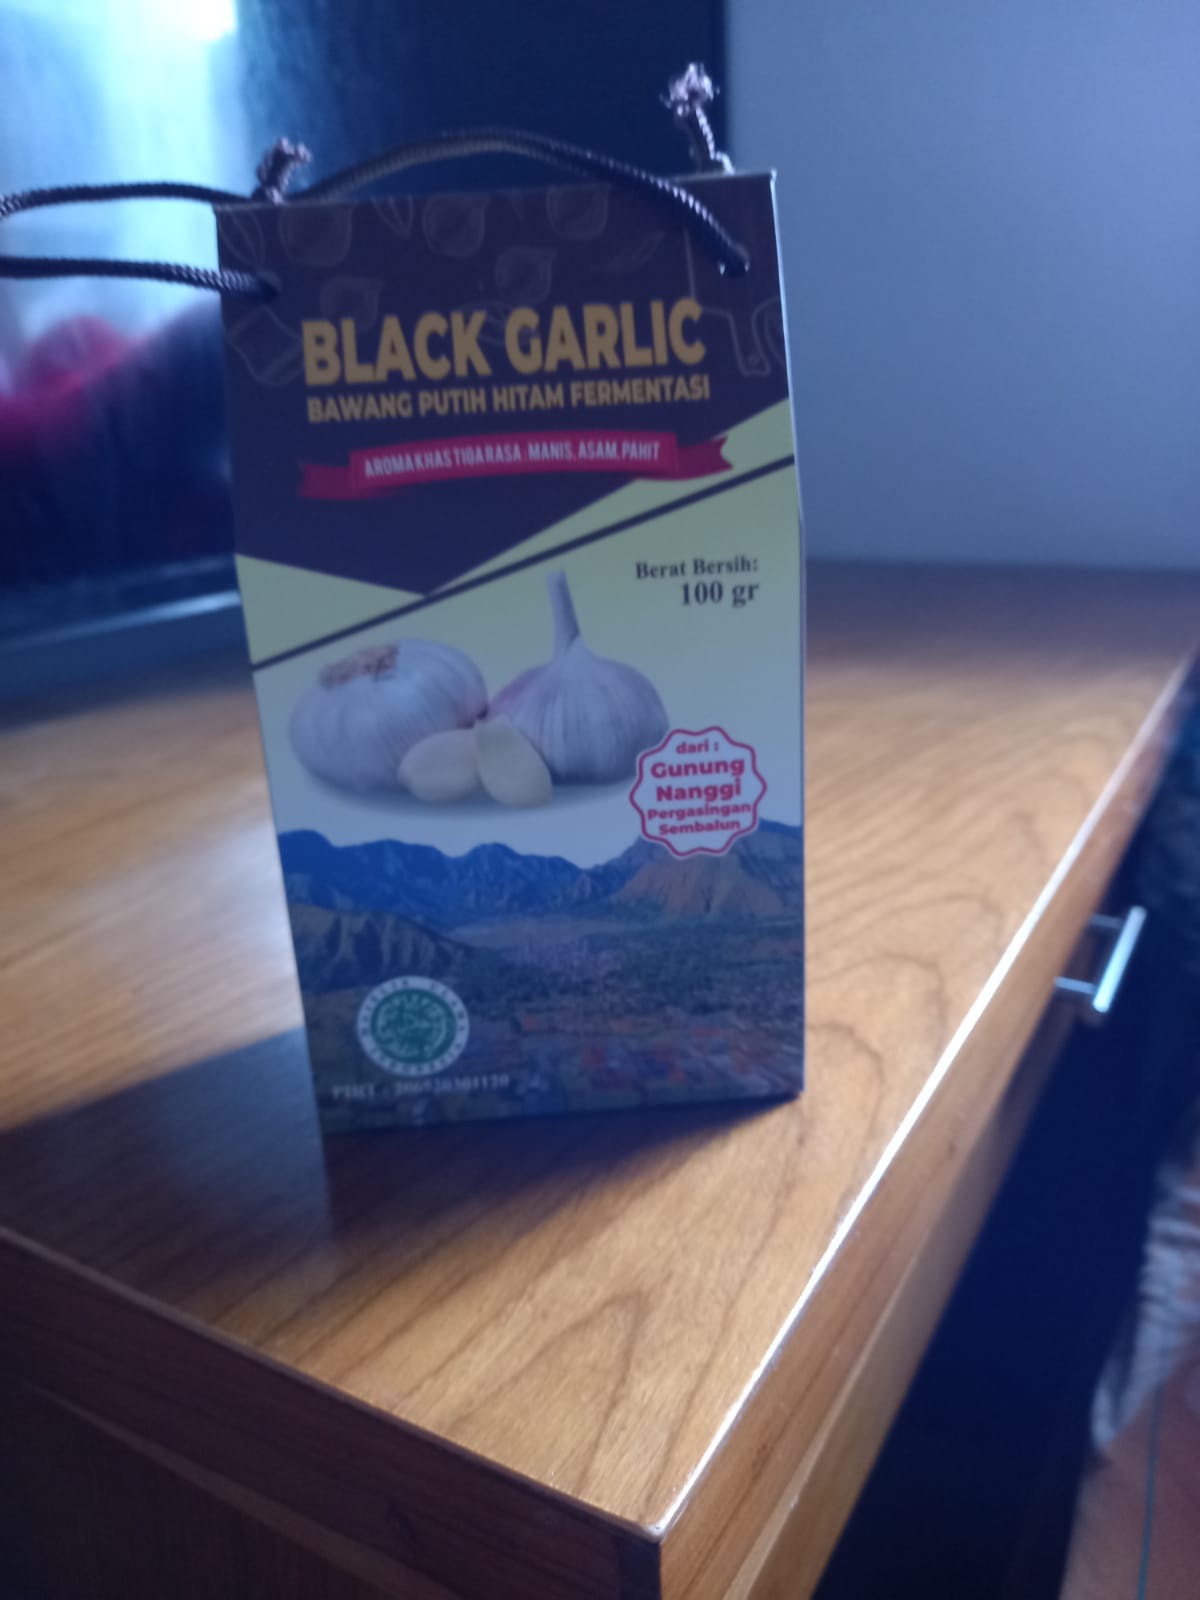 BLACK GARLIC
BAWANG PUTIH HITAM FERMENTASI
AROMA KHAS TIGA RASA : MANIS, ASAM, PAHIT
Berat Bersih:
100 gr
dari :
Gunung
Nanggi
Pergasingan
Sembalun